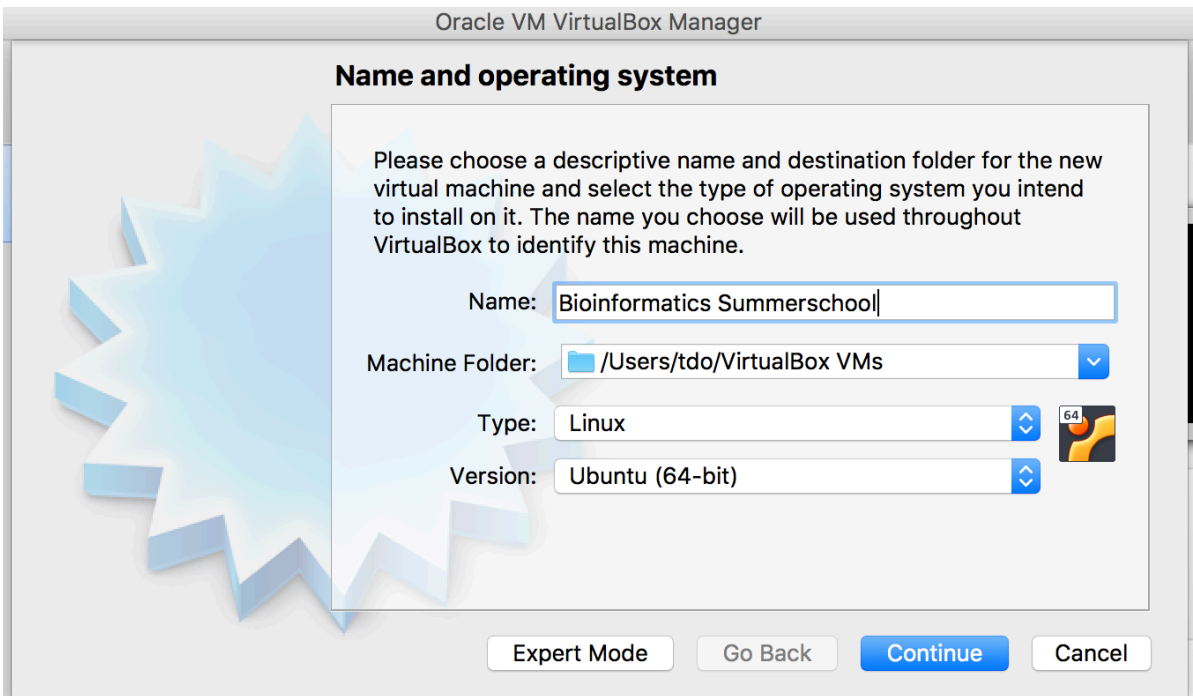 Oracle VM VirtualBox Manager
Name and operating system
Please choose a descriptive name and destination folder for the new
virtual machine and select the type of operating system you intend
to install on it. The name you choose will be used throughout
VirtualBox to identify this machine.
Name: Bioinformatics Summerschool
Machine Folder: /Users/tdo/VirtualBox VMs
Type: Linux
64
Version: Ubuntu (64-bit)
Expert Mode Go Back Continue Cancel